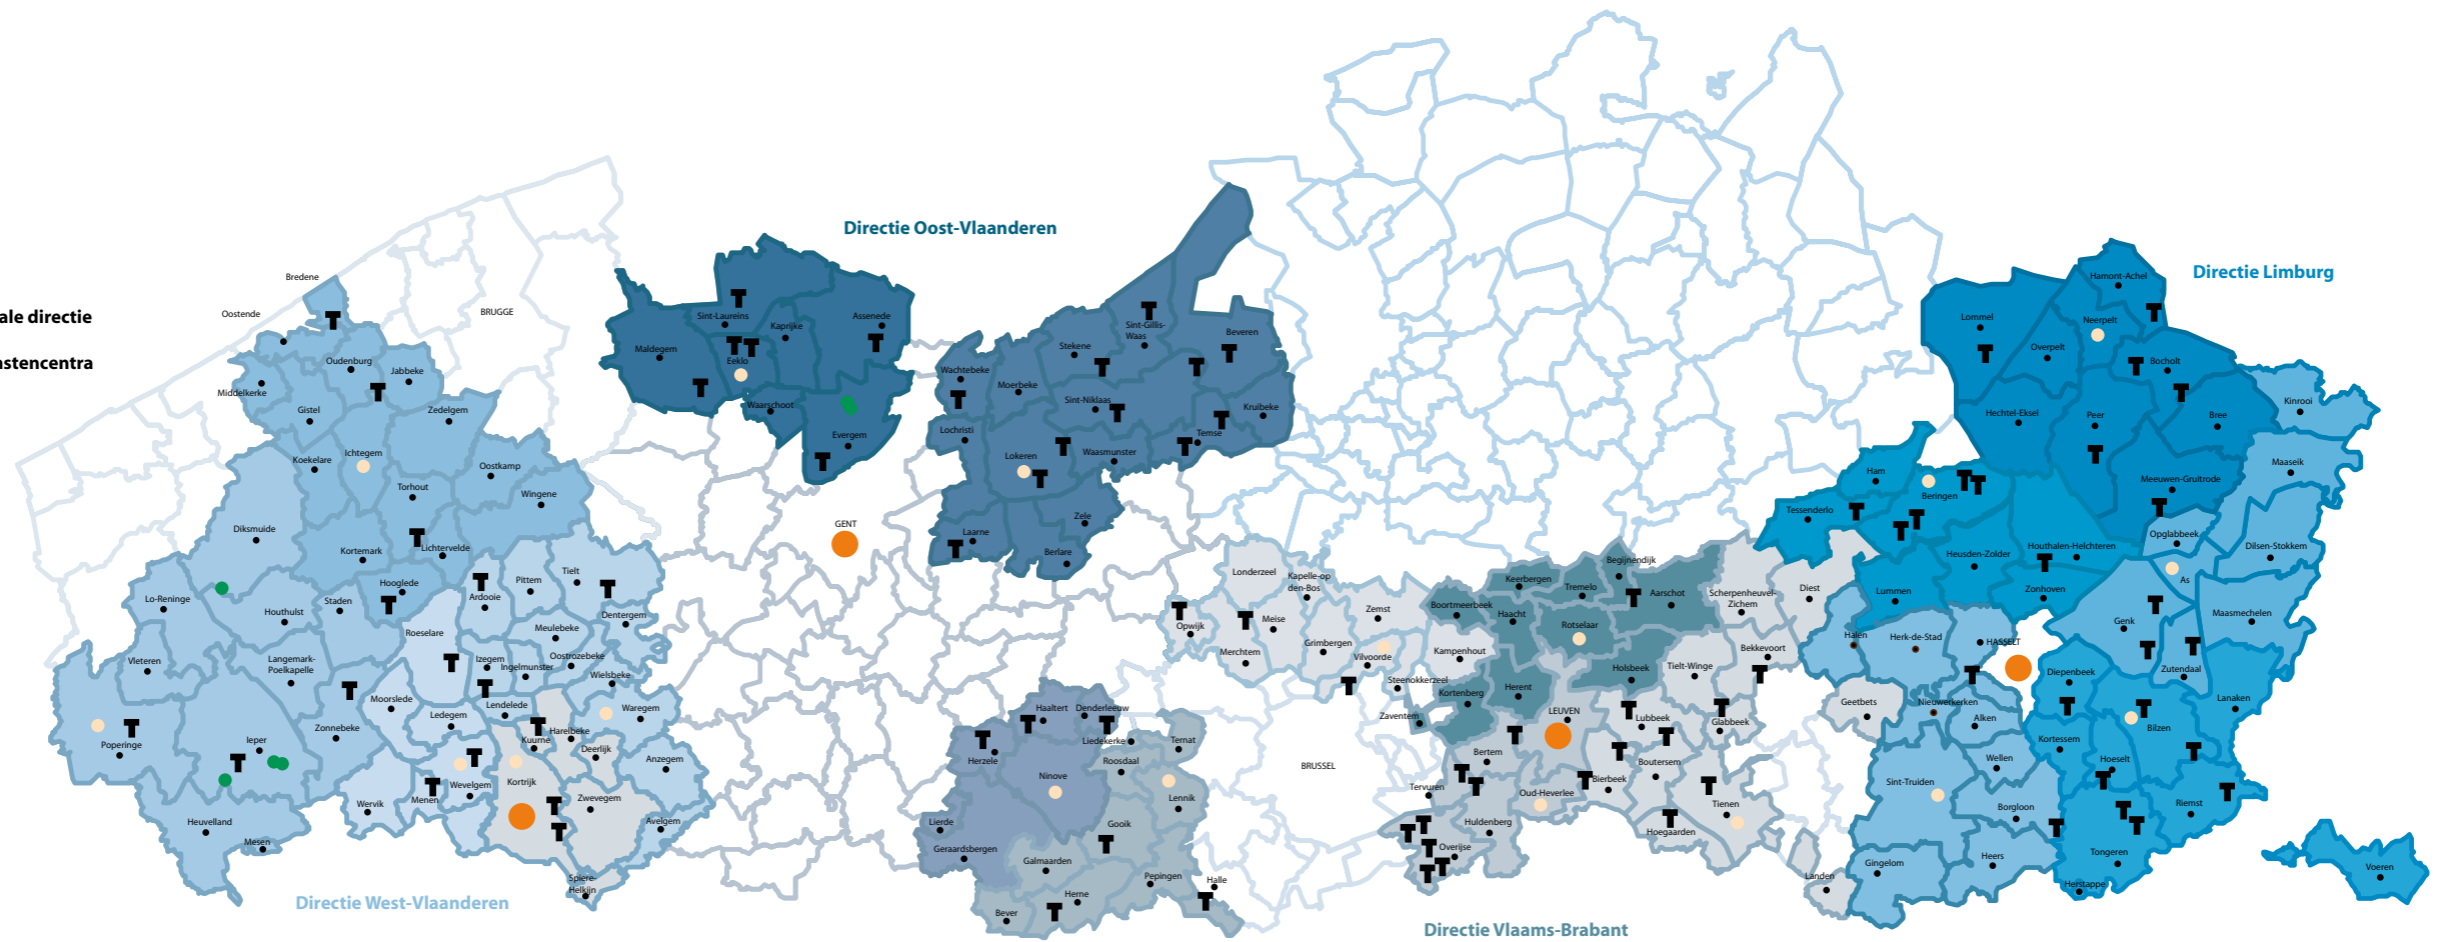 ale directie
astencentra
Directie West-Vlaanderen
Bredene
Oostende
BRUGGE
Oudenburg
Jabbeke
Middelkerke
Gistel
Zedelgem
Koekelare
Ichtegem
Oostkamp
Torhout
Wingene
Diksmuide
Kortemark
Lichtervelde
Hooglede
Ardooie
Pittem
Tielt
Lo-Reninge
Houthulst
Staden
Dentergem
Roeselare
Meulebeke
Vleteren
Langemark-
Poelkapelle
Izegem
Ingelmunster
Oostrozebeke
Wielsbeke
Moorslede
Ledegem
Lendelede
Waregem
Zonnebeke
Poperinge
Ieper
Kuurne
Harelbeke
Deerlijk
Anzegem
Wevelgem
Kortrijk
Wervik
Menen
Zwevegem
Avelgem
Heuvelland
Mesen
Spiere-
Helkijn
Directie Oost-Vlaanderen
Sint-Laureins
Kaprijke
Assenede
Maldegem
Eeklo
Waarschoot
Evergem
GENT
Wachtebeke
Moerbeke
Stekene
Sint-Gillis-
Waas
Beveren
Sint-Niklaas
Kruibeke
Lochristi
Temse
Lokeren
Waasmunster
Zele
Laarne
Berlare
Haaltert
Denderleeuw
Herzele
Liedekerke
Ternat
Roosdaal
Ninove
Lennik
Lierde
Gooik
Geraardsbergen
Galmaarden
Pepingen
Halle
Herne
Bever
BRUSSEL
Directie Vlaams-Brabant
Londerzeel
Kapelle-op
den-Bos
Zemst
Opwijk
Meise
Merchtem
Grimbergen
Vilvoorde
Kampenhout
Steenokkerzeel
Zaventem
Boortmeerbeek
Keerbergen
Haacht
Tremelo
Begijnendijk
Aarschot
Rotselaar
Scherpenheuvel-
Zichem
Diest
Holsbeek
Tielt-Winge
Bekkevoort
Kortenberg
Herent
LEUVEN
Lubbeek
Glabbeek
Geetbets
Bertem
Boutersem
Tervuren
Oud-Heverlee
Bierbeek
Tienen
Huldenberg
Hoegaarden
Overijse
Landen
Directie Limburg
Hamont-Achel
Lommel
Neerpelt
Overpelt
Bocholt
Kinrooi
Hechtel-Eksel
Peer
Bree
Ham
Beringen
Meeuwen-Gruitrode
Maaseik
Tessenderlo
Opglabbeek
Dilsen-Stokkem
Heusden-Zolder
Houthalen-Helchteren
As
Lummen
Zonhoven
Maasmechelen
Genk
Halen
Herk-de-Stad
HASSELT
Diepenbeek
Zutendaal
Lanaken
Nieuwerkerken
Alken
Bilzen
Kortessem
Wellen
Hoeselt
Sint-Truiden
Borgloon
Riemst
Gingelom
Heers
Tongeren
Herstappe
Voeren